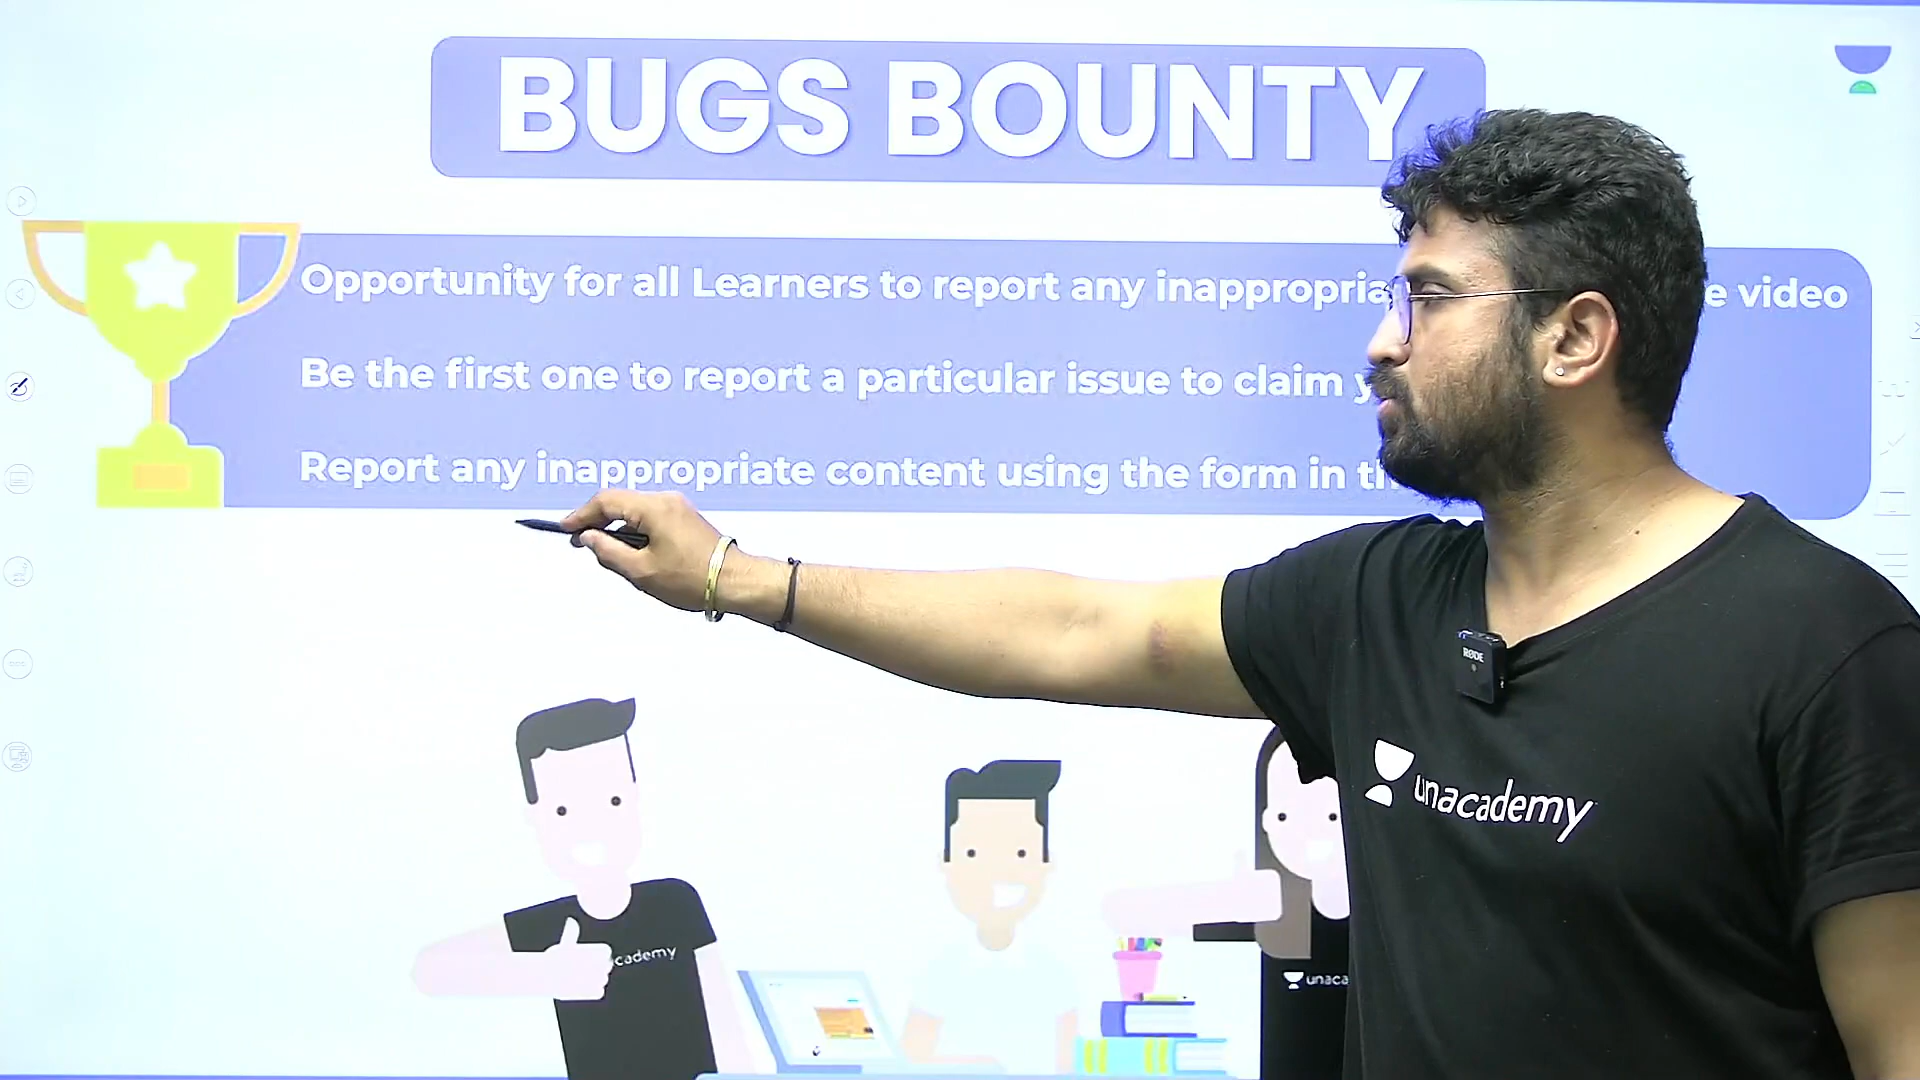 BUGS BOUNTY
Opportunity for all Learners to report any video
Be the first one to report a particular issue to claim
Report any inappropriate content using the form in
RØDE
unacademy
cademy
unaca